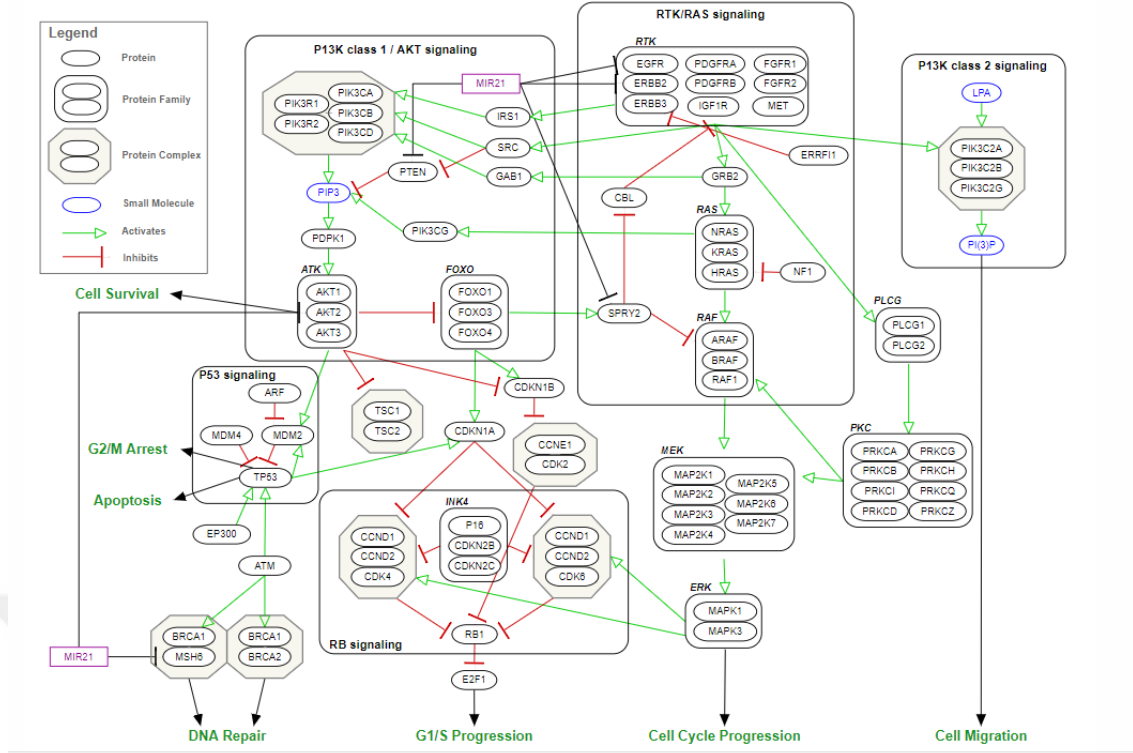 Legend
Protein
Protein Family
Protein Complex
Small Molecule
Activates
Inhibits
P13K class 1 / AKT signaling
PIK3R1
PIK3R2
PIK3CA
PIK3CB
PIK3CD
MIR21
IRS1
SRC
GAB1
PTEN
PIP3
PDPK1
PIK3CG
ATK
AKT1
AKT2
AKT3
FOXO
FOXO1
FOXO3
FOXO4
RTK/RAS signaling
RTK
EGFR
ERBB2
ERBB3
PDGFRA
PDGFRB
IGF1R
FGFR1
FGFR2
MET
ERRFI1
GRB2
CBL
RAS
NRAS
KRAS
HRAS
NF1
SPRY2
RAF
ARAF
BRAF
RAF1
P13K class 2 signaling
LPA
PIK3C2A
PIK3C2B
PIK3C2G
PI(3)P
PLCG
PLCG1
PLCG2
PKC
PRKCA
PRKCB
PRKCI
PRKCD
PRKCG
PRKCH
PRKCQ
PRKCZ
Cell Survival
P53 signaling
ARF
MDM4
MDM2
TP53
G2/M Arrest
Apoptosis
EP300
ATM
TSC1
TSC2
CDKN1B
CDKN1A
CCNE1
CDK2
MEK
MAP2K1
MAP2K2
MAP2K3
MAP2K4
MAP2K5
MAP2K6
MAP2K7
ERK
MAPK1
MAPK3
INK4
P16
CDKN2B
CDKN2C
CCND1
CCND2
CDK4
CCND1
CCND2
CDK6
RB1
RB signaling
E2F1
MIR21
BRCA1
MSH6
BRCA1
BRCA2
DNA Repair
G1/S Progression
Cell Cycle Progression
Cell Migration